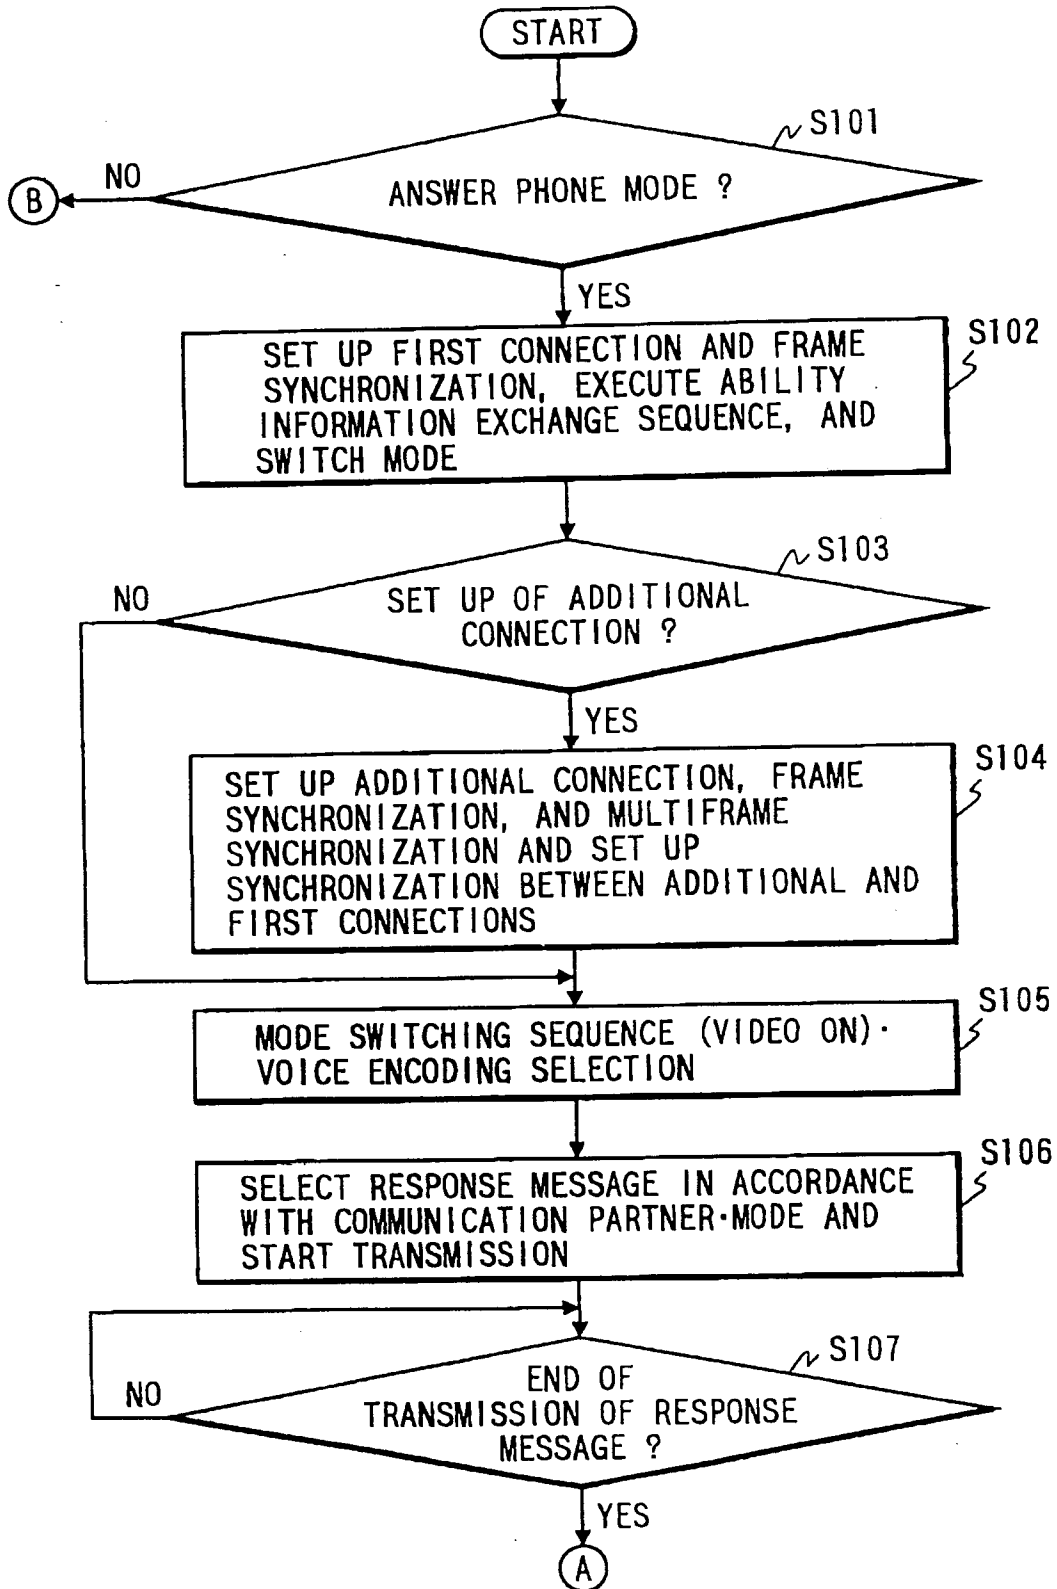 START
S101
NO
B
ANSWER PHONE MODE ?
YES
S102
SET UP FIRST CONNECTION AND FRAME
SYNCHRONIZATION, EXECUTE ABILITY
INFORMATION EXCHANGE SEQUENCE, AND
SWITCH MODE
S103
NO
SET UP OF ADDITIONAL
CONNECTION ?
YES
S104
SET UP ADDITIONAL CONNECTION, FRAME
SYNCHRONIZATION, AND MULTIFRAME
SYNCHRONIZATION AND SET UP
SYNCHRONIZATION BETWEEN ADDITIONAL AND
FIRST CONNECTIONS
S105
MODE SWITCHING SEQUENCE (VIDEO ON)·
VOICE ENCODING SELECTION
S106
SELECT RESPONSE MESSAGE IN ACCORDANCE
WITH COMMUNICATION PARTNER·MODE AND
START TRANSMISSION
S107
NO
END OF
TRANSMISSION OF RESPONSE
MESSAGE ?
YES
A